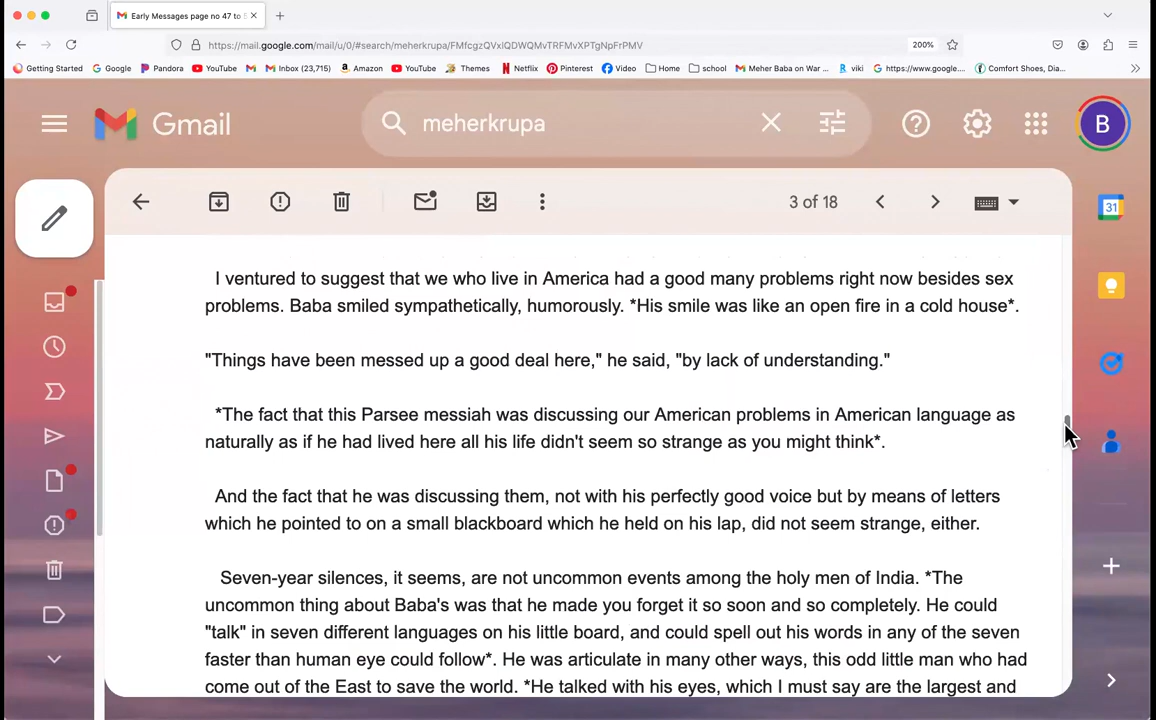 Early Messages page no 47 to
https://mail.google.com/mail/u/0/#search/meherkrupa/FMfcgzQVxlQDWQMvTRFMvXPTgNpFrPMV
200%
Getting Started Google Pandora YouTube Inbox (23,715) Amazon YouTube Themes Netflix Pinterest Video Home school Meher Baba on War ... viki https://www.google.... Comfort Shoes, Dia...
Gmail
meherkrupa
B
3 of 18
31
I ventured to suggest that we who live in America had a good many problems right now besides sex
problems. Baba smiled sympathetically, humorously. *His smile was like an open fire in a cold house*.
"Things have been messed up a good deal here," he said, "by lack of understanding."
*The fact that this Parsee messiah was discussing our American problems in American language as
naturally as if he had lived here all his life didn't seem so strange as you might think*.
And the fact that he was discussing them, not with his perfectly good voice but by means of letters
which he pointed to on a small blackboard which he held on his lap, did not seem strange, either.
Seven-year silences, it seems, are not uncommon events among the holy men of India. *The
uncommon thing about Baba's was that he made you forget it so soon and so completely. He could
"talk" in seven different languages on his little board, and could spell out his words in any of the seven
faster than human eye could follow*. He was articulate in many other ways, this odd little man who had
come out of the East to save the world. *He talked with his eyes, which I must say are the largest and